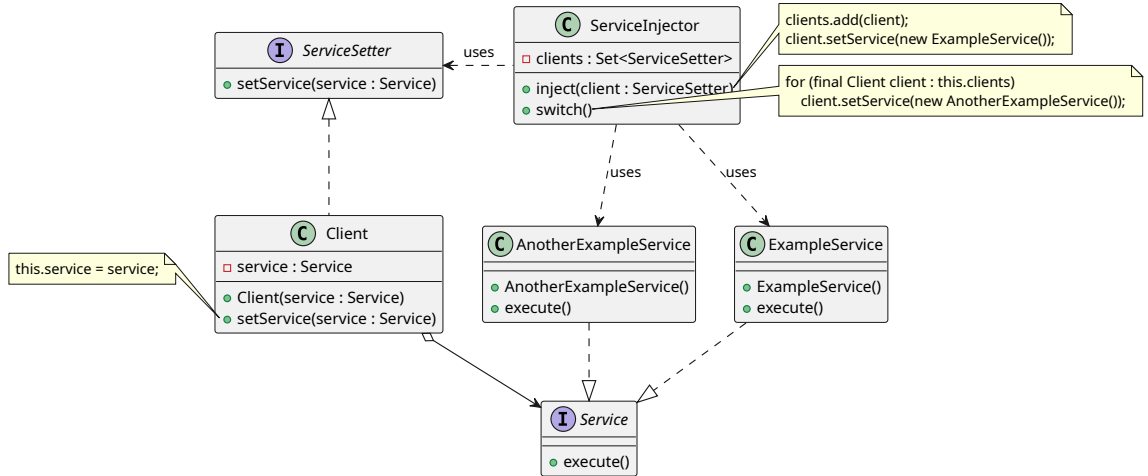 C ServiceInjector
clients : Set<ServiceSetter>
inject(client : ServiceSetter)
switch()
clients.add(client);
client.setService(new ExampleService());
for (final Client client : this.clients)
client.setService(new AnotherExampleService());
I ServiceSetter
setService(service : Service)
uses
uses
uses
C Client
service : Service
Client(service : Service)
setService(service : Service)
this.service = service;
C AnotherExampleService
AnotherExampleService()
execute()
C ExampleService
ExampleService()
execute()
I Service
execute()